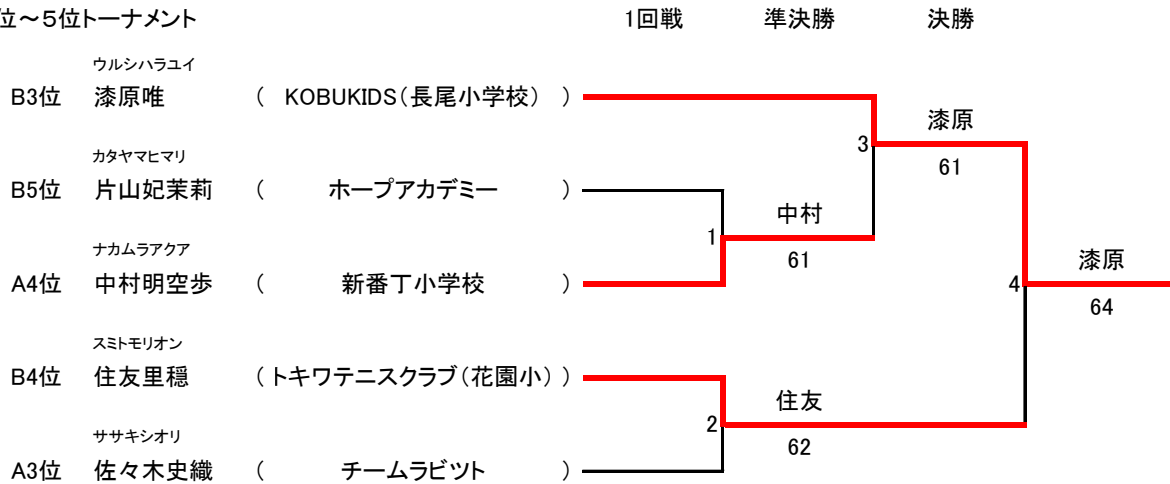 位～5位トーナメント 1回戦 準決勝 決勝
ウルシハラユイ
B3位 漆原唯 ( KOBUKIDS(長尾小学校) )
漆原
3
61
カタヤマヒマリ
B5位 片山妃茉莉 ( ホープアカデミー )
中村
1
61
ナカムラアクア
A4位 中村明空歩 ( 新番丁小学校 )
漆原
4
64
スミトモリオン
B4位 住友里穏 (トキワテニスクラブ(花園小) )
住友
2
62
ササキシオリ
A3位 佐々木史織 ( チームラビツト )